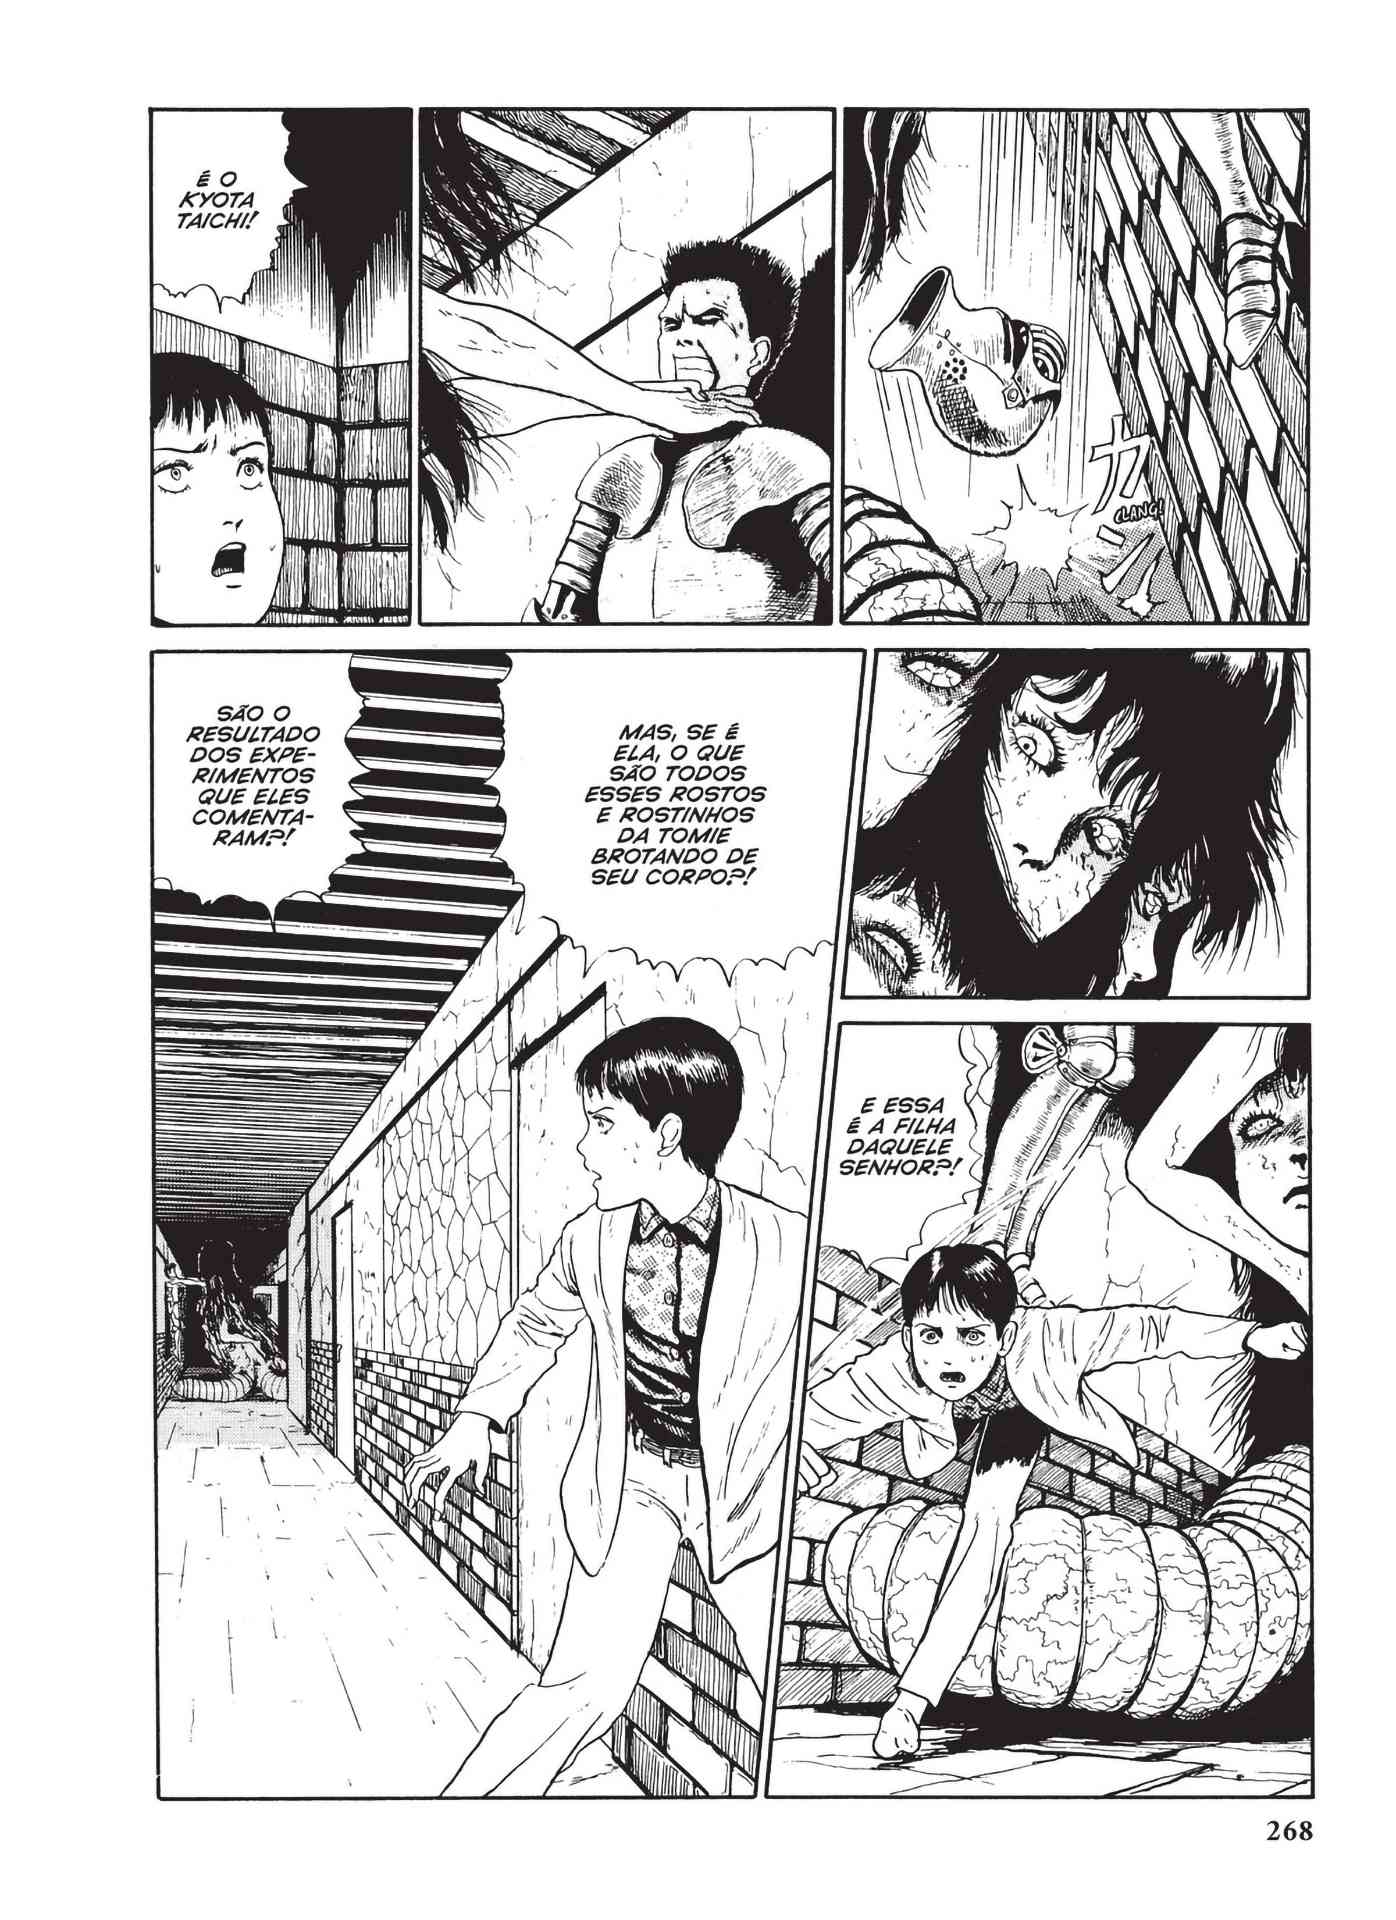 カン
CLANG!
É O
KYOTA
TAICHI!
E ESSA
É A FILHA
DAQUELE
SENHOR?!
MAS, SE É
ELA, O QUE
SÃO TODOS
ESSES ROSTOS
E ROSTINHOS
DA TOMIE
BROTANDO DE
SEU CORPO?!
SÃO O
RESULTADO
DOS EXPE-
RIMENTOS
QUE ELES
COMENTA-
RAM?!
268